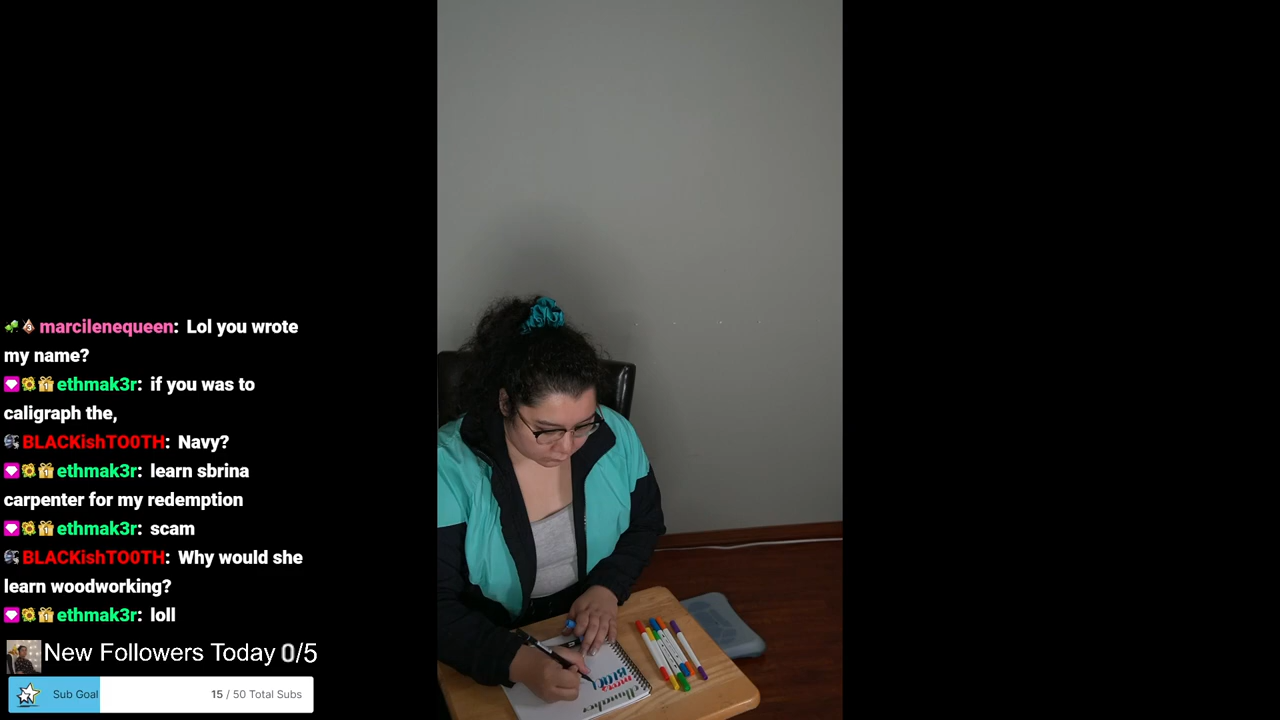 marcilenequeen: Lol you wrote
my name?
ethmak3r: if you was to
caligraph the,
BLACKishTO0TH: Navy?
ethmak3r: learn sbrina
carpenter for my redemption
ethmak3r: scam
BLACKishTO0TH: Why would she
learn woodworking?
ethmak3r: loll
New Followers Today 0/5
Sub Goal 15 / 50 Total Subs